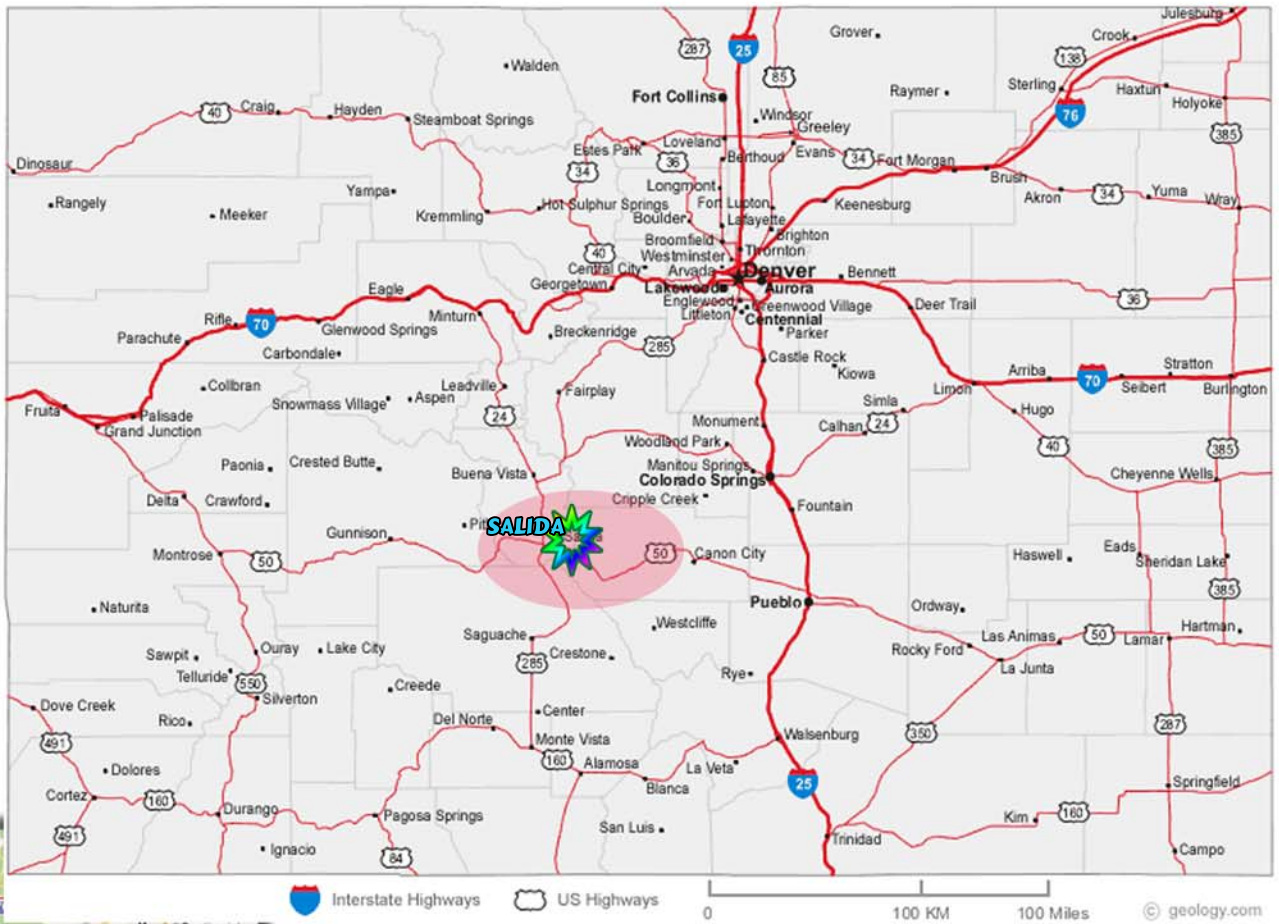 Julesburg
Crook
Grover
138
287
25
85
Walden
Sterling
Haxtun
Raymer
Fort Collins
Holyoke
40
Craig
Hayden
Steamboat Springs
Windsor
76
Greeley
385
Loveland
Estes Park
Berthoud
Evans
34
Fort Morgan
36
Dinosaur
34
Brush
Yampa
Longmont
Akron
34
Yuma
Rangely
Meeker
Kremmling
Hot Sulphur Springs
Fort Lupton
Keenesburg
Wray
Boulder
Lafayette
Broomfield
Brighton
40
Westminster
Thornton
Central City
Arvada
Denver
Bennett
Georgetown
Lakewood
Aurora
Eagle
Englewood
Greenwood Village
Deer Trail
36
Minturn
Littleton
Centennial
Rifle
70
Glenwood Springs
Breckenridge
Parker
Parachute
285
Carbondale
Castle Rock
Kiowa
Arriba
Stratton
70
Collbran
Leadville
Fairplay
Limon
Seibert
Burlington
Snowmass Village
Aspen
Simla
Fruita
Palisade
24
Hugo
Grand Junction
Monument
Calhan
24
Woodland Park
40
385
Paonia
Crested Butte
Buena Vista
Manitou Springs
Cheyenne Wells
Colorado Springs
Delta
Crawford
Cripple Creek
Fountain
SALIDA
Gunnison
Montrose
50
50
Canon City
Haswell
Eads
Sheridan Lake
385
Naturita
Pueblo
Ordway
Westcliffe
Hartman
Saguache
Las Animas
50
Lamar
Sawpit
Ouray
Lake City
Crestone
Rocky Ford
285
La Junta
Telluride
550
Rye
Silverton
Creede
Dove Creek
Rico
Center
Del Norte
287
491
Monte Vista
Walsenburg
350
160
Alamosa
La Veta
Dolores
Blanca
25
Springfield
Cortez
160
Durango
Pagosa Springs
Kim
160
491
San Luis
Trinidad
Ignacio
84
Campo
Interstate Highways
US Highways
0
100 KM
100 Miles
© geology.com